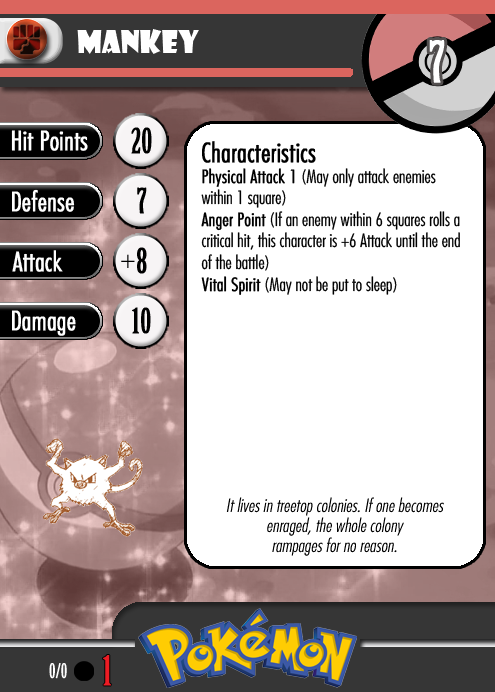 MANKEY
7
Hit Points 20
Defense 7
Attack +8
Damage 10
Characteristics
Physical Attack 1 (May only attack enemies
within 1 square)
Anger Point (If an enemy within 6 squares rolls a
critical hit, this character is +6 Attack until the end
of the battle)
Vital Spirit (May not be put to sleep)
It lives in treetop colonies. If one becomes
enraged, the whole colony
rampages for no reason.
0/0 1
POKéMON